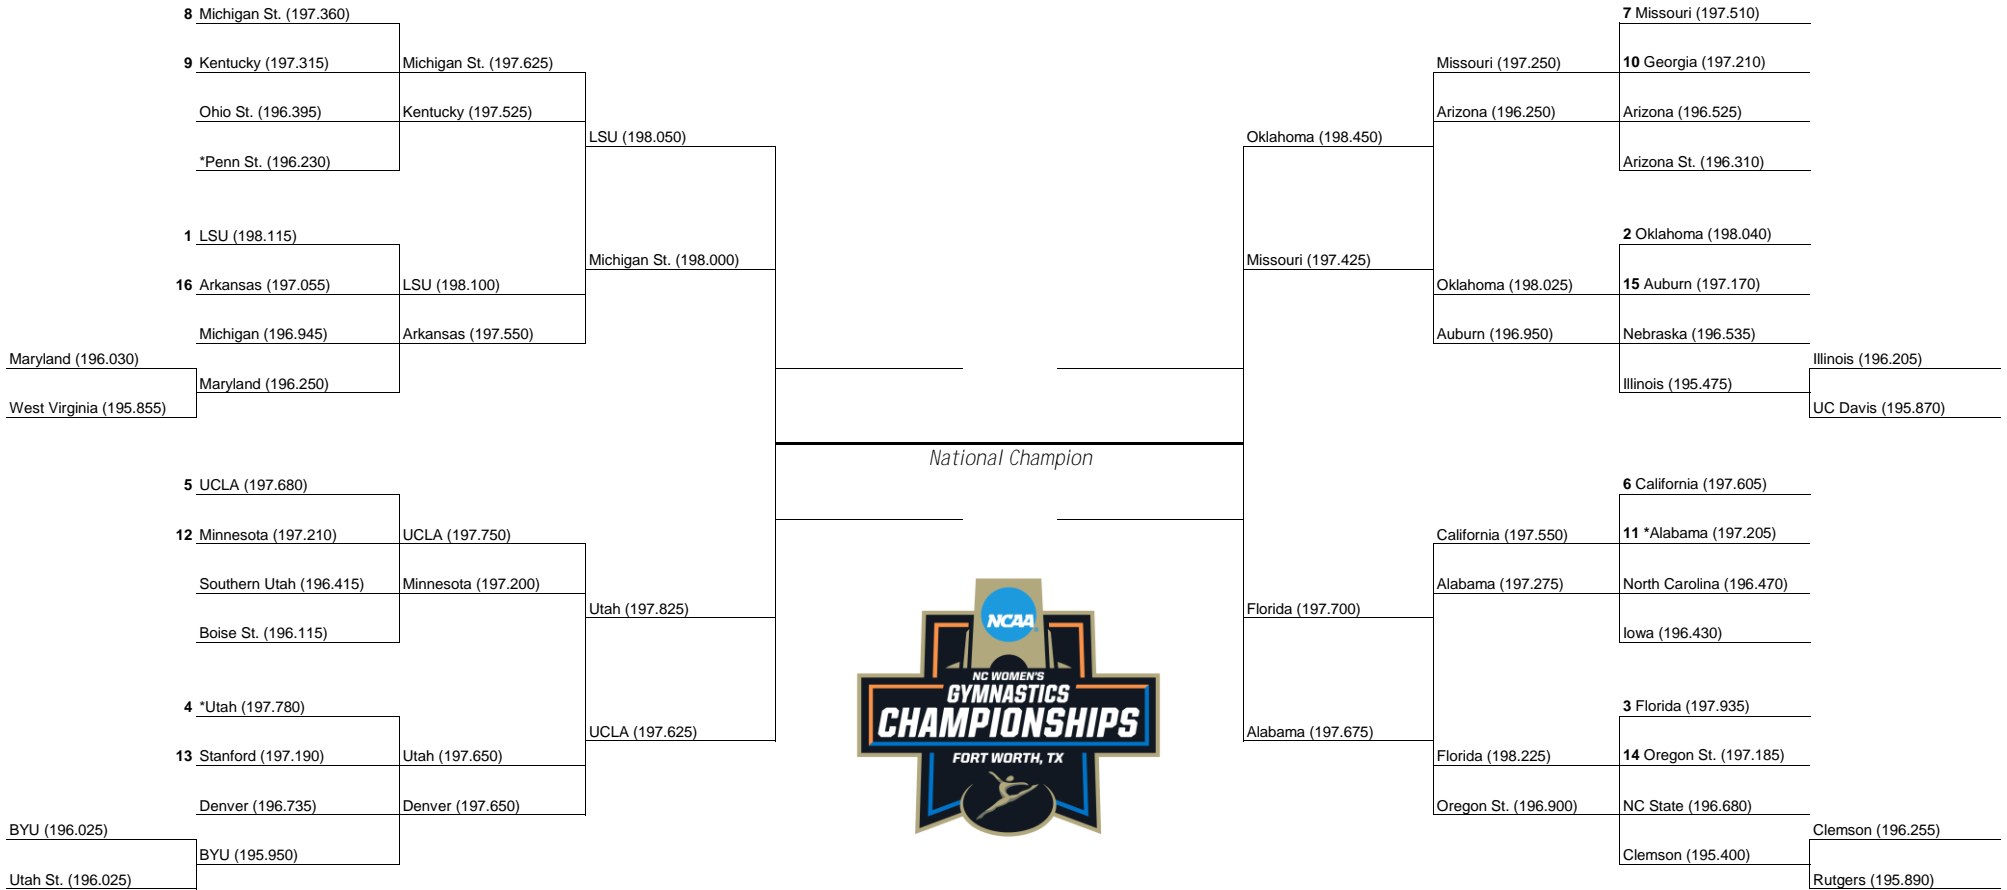 8 Michigan St. (197.360)
9 Kentucky (197.315)
Ohio St. (196.395)
*Penn St. (196.230)
1 LSU (198.115)
16 Arkansas (197.055)
Michigan (196.945)
Maryland (196.250)
Maryland (196.030)
West Virginia (195.855)
5 UCLA (197.680)
12 Minnesota (197.210)
Southern Utah (196.415)
Boise St. (196.115)
4 *Utah (197.780)
13 Stanford (197.190)
Denver (196.735)
BYU (195.950)
BYU (196.025)
Utah St. (196.025)
Michigan St. (197.625)
Kentucky (197.525)
LSU (198.100)
Arkansas (197.550)
UCLA (197.750)
Minnesota (197.200)
Utah (197.650)
Denver (197.650)
LSU (198.050)
Michigan St. (198.000)
Utah (197.825)
UCLA (197.625)
National Champion
NCAA
NC WOMEN'S
GYMNASTICS
CHAMPIONSHIPS
FORT WORTH, TX
Oklahoma (198.450)
Missouri (197.425)
Florida (197.700)
Alabama (197.675)
Missouri (197.250)
Arizona (196.250)
Oklahoma (198.025)
Auburn (196.950)
California (197.550)
Alabama (197.275)
Florida (198.225)
Oregon St. (196.900)
7 Missouri (197.510)
10 Georgia (197.210)
Arizona (196.525)
Arizona St. (196.310)
2 Oklahoma (198.040)
15 Auburn (197.170)
Nebraska (196.535)
Illinois (195.475)
Illinois (196.205)
UC Davis (195.870)
6 California (197.605)
11 *Alabama (197.205)
North Carolina (196.470)
Iowa (196.430)
3 Florida (197.935)
14 Oregon St. (197.185)
NC State (196.680)
Clemson (195.400)
Clemson (196.255)
Rutgers (195.890)